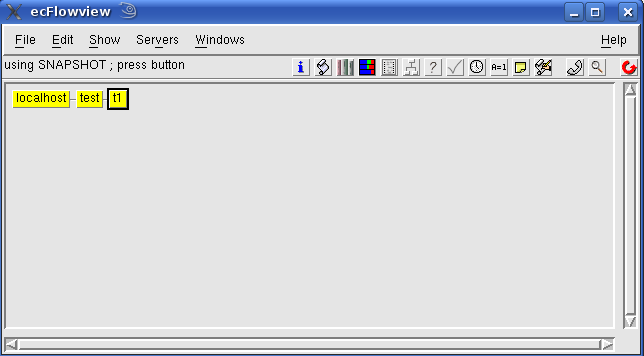 ecFlowview
File Edit Show Servers Windows Help
using SNAPSHOT ; press button
i ? A=1
localhost test t1